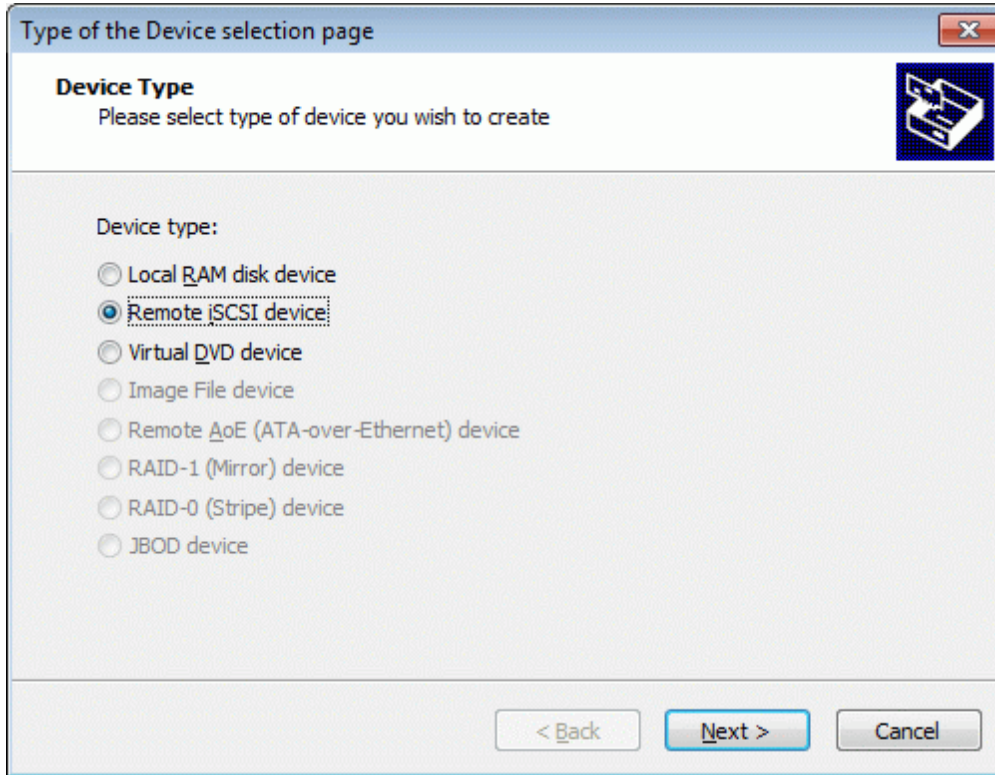 Type of the Device selection page
Device Type
Please select type of device you wish to create
Device type:
Local RAM disk device
Remote iSCSI device
Virtual DVD device
Image File device
Remote AoE (ATA-over-Ethernet) device
RAID-1 (Mirror) device
RAID-0 (Stripe) device
JBOD device
< Back Next > Cancel